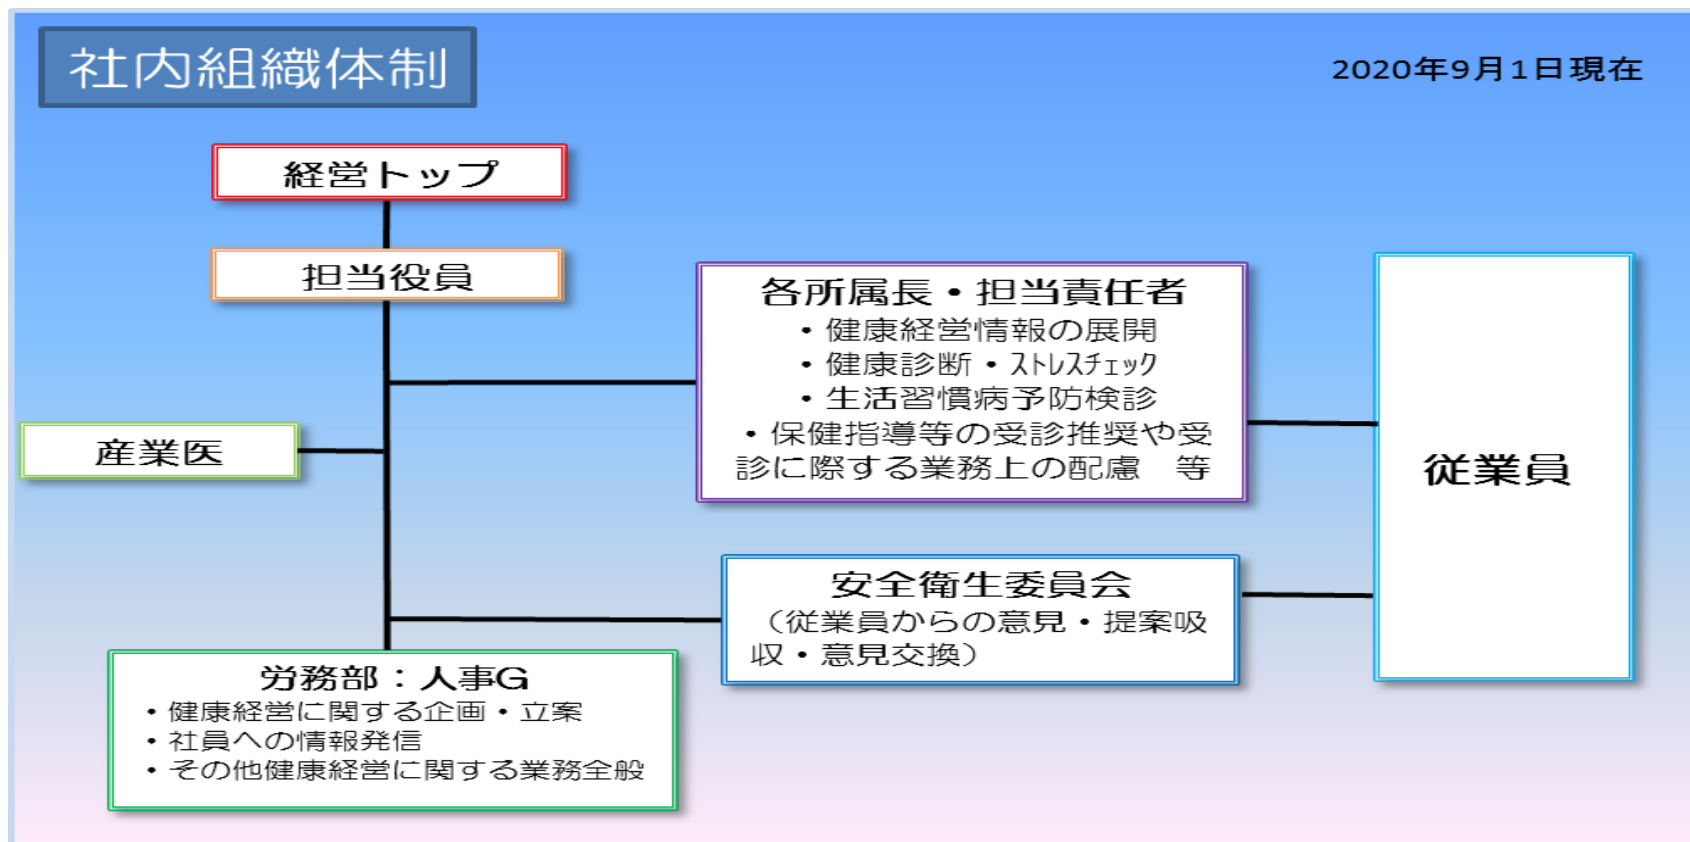 社内組織体制
2020年9月1日現在
経営トップ
担当役員
各所属長・担当責任者
・健康経営情報の展開
・健康診断・ｽﾄﾚｽﾁｪｯｸ
・生活習慣病予防検診
・保健指導等の受診推奨や受
診に際する業務上の配慮　等
産業医
従業員
安全衛生委員会
（従業員からの意見・提案吸
収・意見交換）
労務部：人事G
・健康経営に関する企画・立案
・社員への情報発信
・その他健康経営に関する業務全般